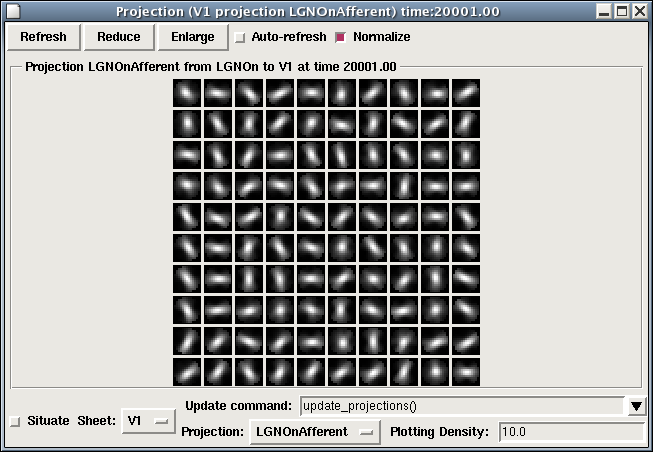 Projection (V1 projection LGNOnAfferent) time:20001.00
Refresh Reduce Enlarge Auto-refresh Normalize
Projection LGNOnAfferent from LGNOn to V1 at time 20001.00
Update command: update_projections()
Situate Sheet: V1
Projection: LGNOnAfferent Plotting Density: 10.0